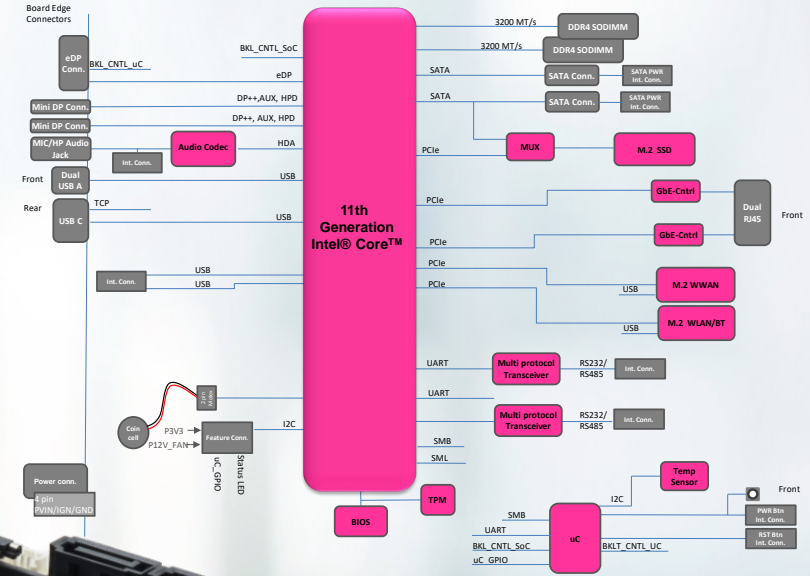 Board Edge
Connectors
eDP
Conn.
BKL_CNTL_uC
BKL_CNTL_SoC
eDP
Mini DP Conn.
DP++,AUX, HPD
Mini DP Conn.
DP++, AUX, HPD
MIC/HP Audio
Jack
Int. Conn.
Audio Codec
HDA
Front
Dual
USB A
USB
Rear
USB C
TCP
USB
Int. Conn.
USB
USB
11th
Generation
Intel® Core™
3200 MT/s
DDR4 SODIMM
3200 MT/s
DDR4 SODIMM
SATA
SATA Conn.
SATA PWR
Int. Conn.
SATA
SATA Conn.
SATA PWR
Int. Conn.
PCIe
MUX
M.2 SSD
PCIe
GbE-Cntrl
Dual
RJ45
Front
PCIe
GbE-Cntrl
PCIe
M.2 WWAN
USB
PCIe
M.2 WLAN/BT
USB
UART
Multi protocol
Transceiver
RS232/
RS485
Int. Conn.
UART
Multi protocol
Transceiver
RS232/
RS485
Int. Conn.
SMB
SML
2 pin
Coin
cell
P3V3
P12V_FAN
Feature Conn.
I2C
uC_GPIO
Status LED
Power conn.
4 pin
PVIN/IGN/GND
BIOS
TPM
Temp
Sensor
I2C
Front
SMB
UART
BKL_CNTL_SoC
uC GPIO
uC
BKLT_CNTL_UC
PWR Btn
Int. Conn.
RST Btn
Int. Conn.